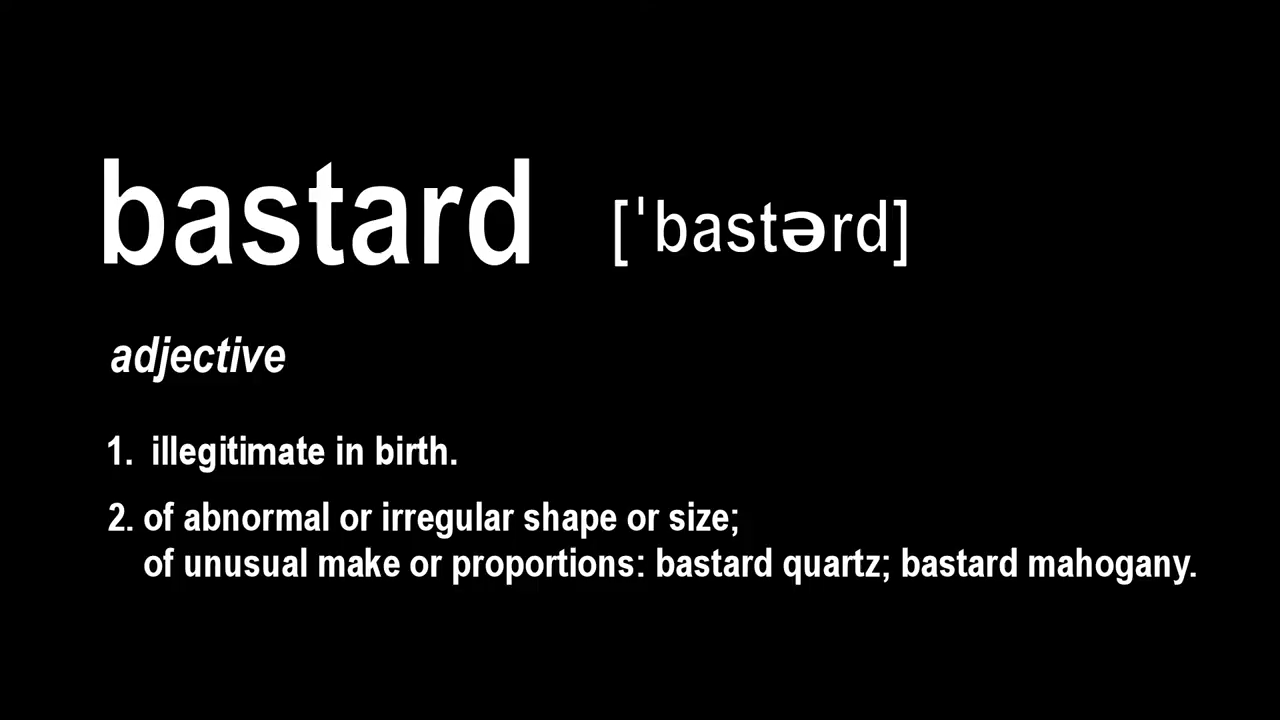 bastard [ˈbastərd]
adjective
1. illegitimate in birth.
2. of abnormal or irregular shape or size;
of unusual make or proportions: bastard quartz; bastard mahogany.